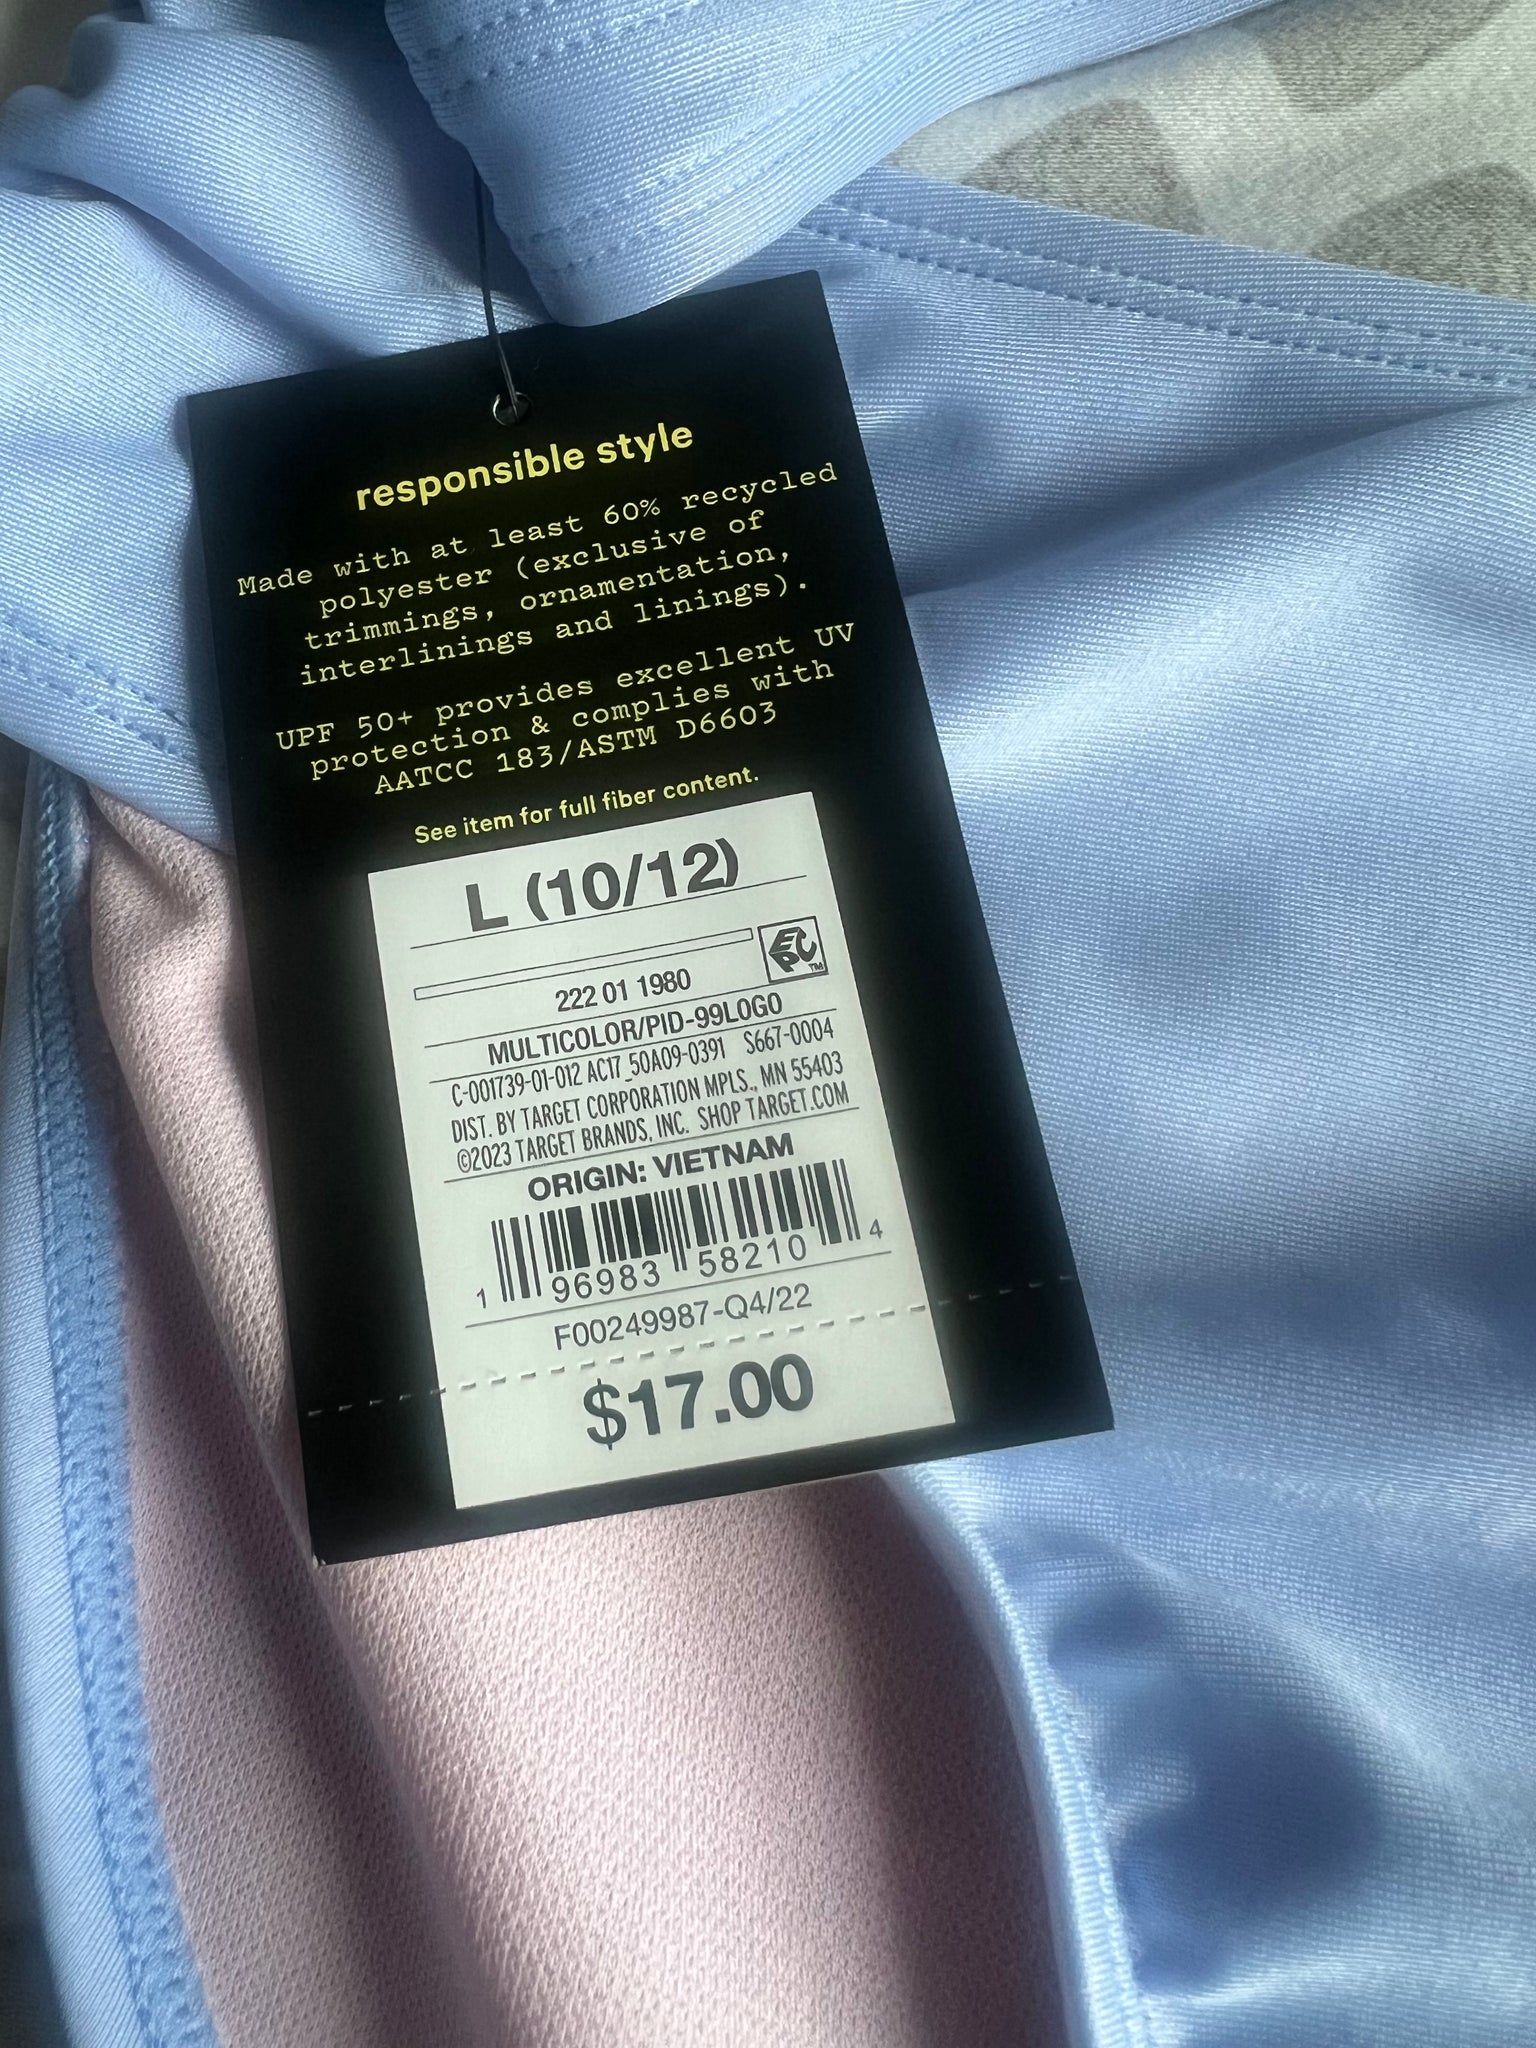 responsible style
Made with at least 60% recycled
polyester (exclusive of
trimmings, ornamentation,
interlinings and linings).
UPF 50+ provides excellent UV
protection & complies with
AATCC 183/ASTM D6603
See item for full fiber content.
L (10/12)
EPC™
222 01 1980
MULTICOLOR/PID-99LOGO
C-001739-01-012 AC17_50A09-0391 S667-0004
DIST. BY TARGET CORPORATION MPLS., MN 55403
©2023 TARGET BRANDS, INC. SHOP TARGET.COM
ORIGIN: VIETNAM
1 96983 58210 4
F00249987-Q4/22
$17.00